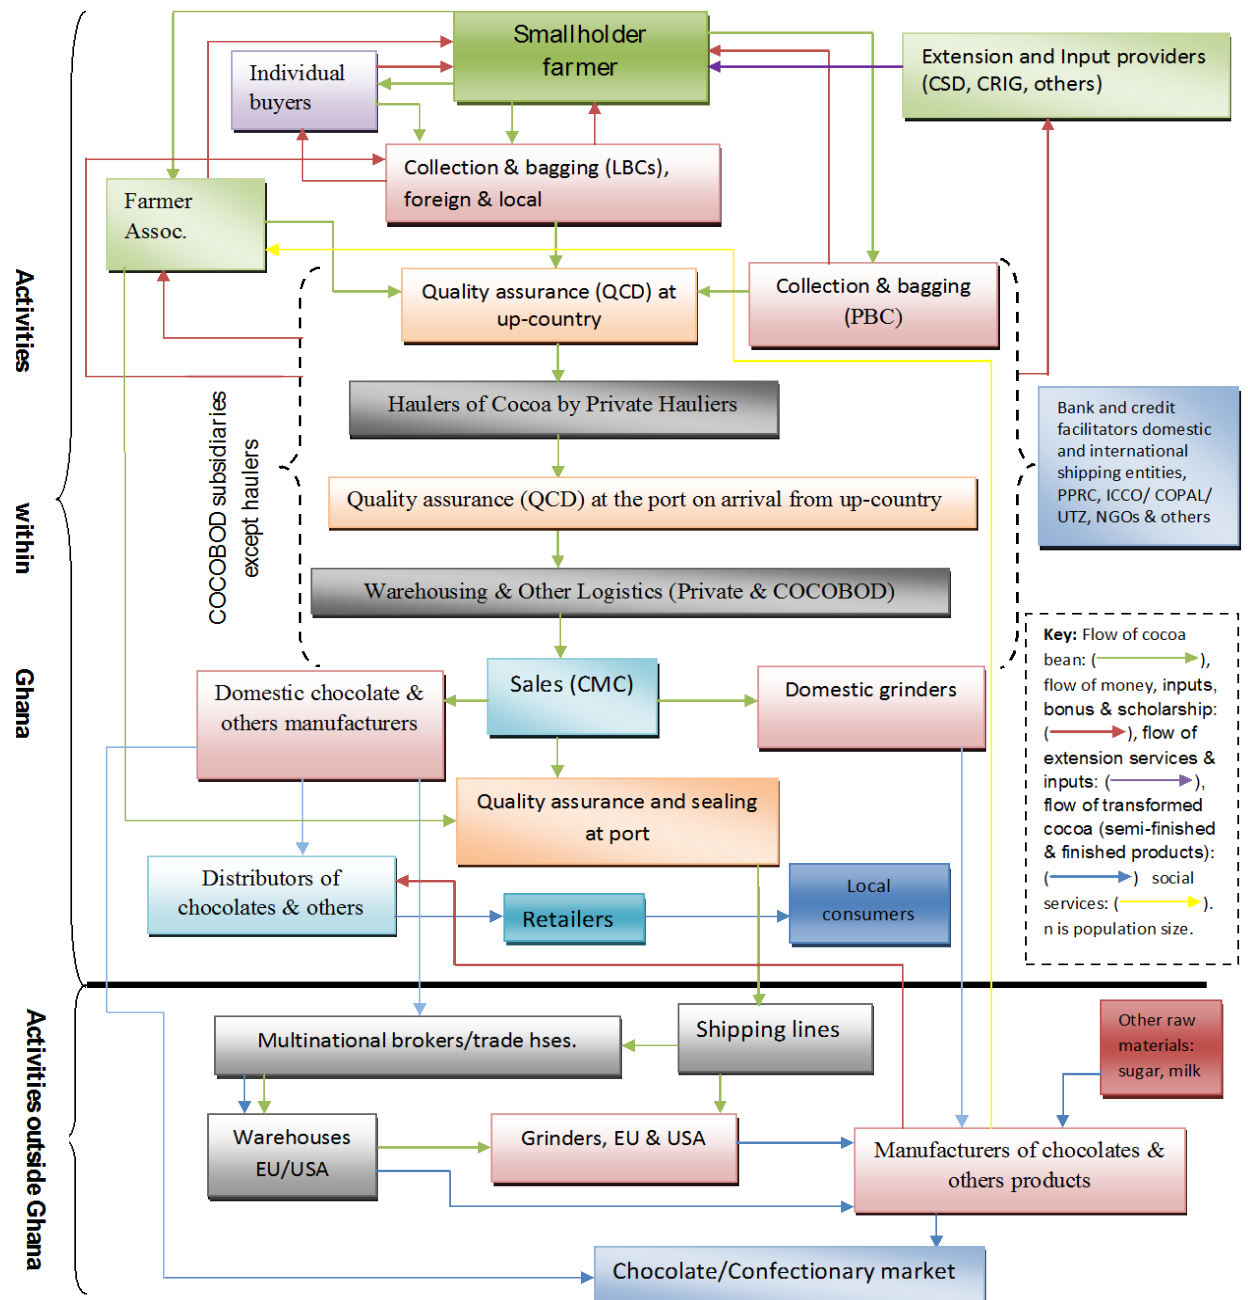 Smallholder
farmer
Extension and Input providers
(CSD, CRIG, others)
Individual
buyers
Collection & bagging (LBCs),
foreign & local
Farmer
Assoc.
Quality assurance (QCD) at
up-country
Collection & bagging
(PBC)
Haulers of Cocoa by Private Hauliers
Bank and credit
facilitators domestic
and international
shipping entities,
PPRC, ICCO/ COPAL/
UTZ, NGOs & others
Quality assurance (QCD) at the port on arrival from up-country
Warehousing & Other Logistics (Private & COCOBOD)
COCOBOD subsidiaries
except haulers
Activities
within
Ghana
Domestic chocolate &
others manufacturers
Sales (CMC)
Domestic grinders
Key: Flow of cocoa
bean: ( ),
flow of money, inputs,
bonus & scholarship:
( ), flow of
extension services &
inputs: ( ),
flow of transformed
cocoa (semi-finished
& finished products):
( ) social
services: ( ).
n is population size.
Quality assurance and sealing
at port
Distributors of
chocolates & others
Retailers
Local
consumers
Activities outside Ghana
Multinational brokers/trade hses.
Shipping lines
Other raw
materials:
sugar, milk
Warehouses
EU/USA
Grinders, EU & USA
Manufacturers of chocolates &
others products
Chocolate/Confectionary market